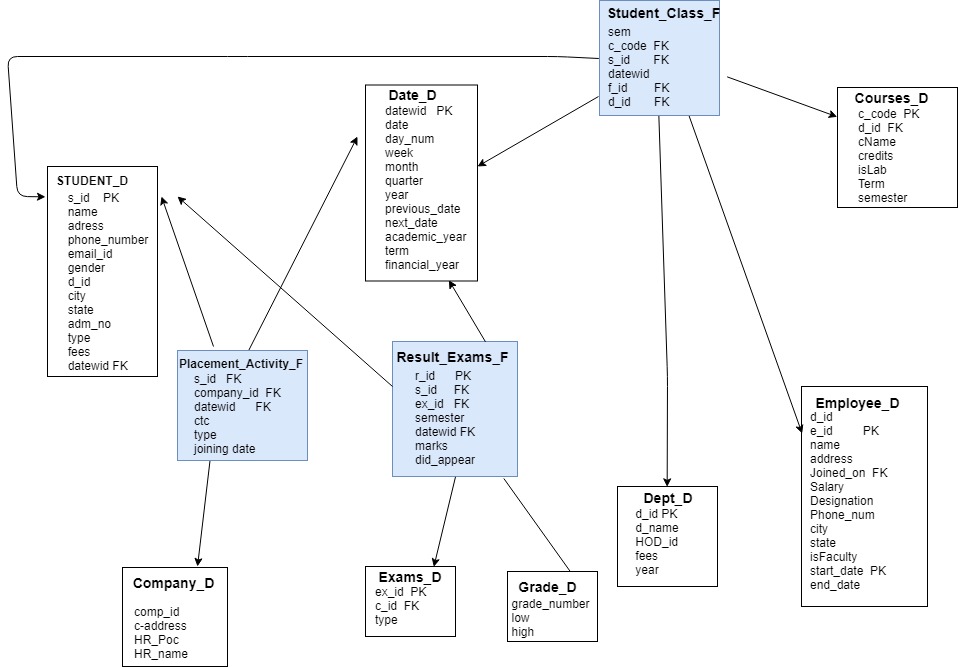 Student_Class_F
sem
c_code FK
s_id FK
datewid
f_id FK
d_id FK
Date_D
datewid PK
date
day_num
week
month
quarter
year
previous_date
next_date
academic_year
term
financial_year
Courses_D
c_code PK
d_id FK
cName
credits
isLab
Term
semester
STUDENT_D
s_id PK
name
adress
phone_number
email_id
gender
d_id
city
state
adm_no
type
fees
datewid FK
Placement_Activity_F
s_id FK
company_id FK
datewid FK
ctc
type
joining date
Result_Exams_F
r_id PK
s_id FK
ex_id FK
semester
datewid FK
marks
did_appear
Employee_D
d_id
e_id PK
name
address
Joined_on FK
Salary
Designation
Phone_num
city
state
isFaculty
start_date PK
end_date
Dept_D
d_id PK
d_name
HOD_id
fees
year
Company_D
comp_id
c-address
HR_Poc
HR_name
Exams_D
ex_id PK
c_id FK
type
Grade_D
grade_number
low
high